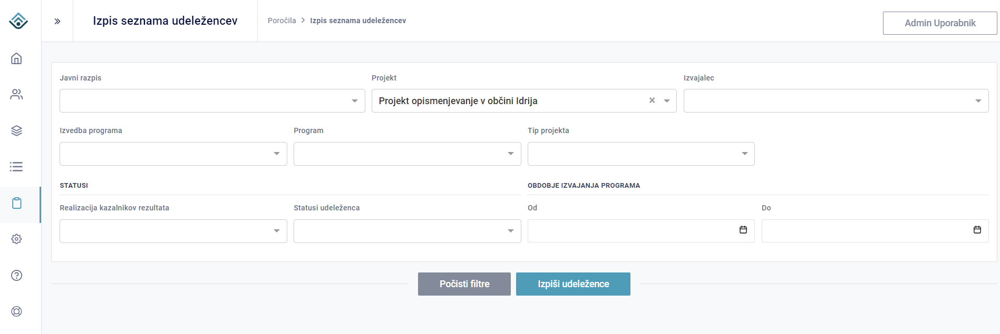 Izpis seznama udeležencev
Poročila > Izpis seznama udeležencev
Admin Uporabnik
Javni razpis
Projekt
Izvajalec
Projekt opismenjevanje v občini Idrija
Izvedba programa
Program
Tip projekta
STATUSI
OBDOBJE IZVAJANJA PROGRAMA
Realizacija kazalnikov rezultata
Statusi udeleženca
Od
Do
Počisti filtre
Izpiši udeležence